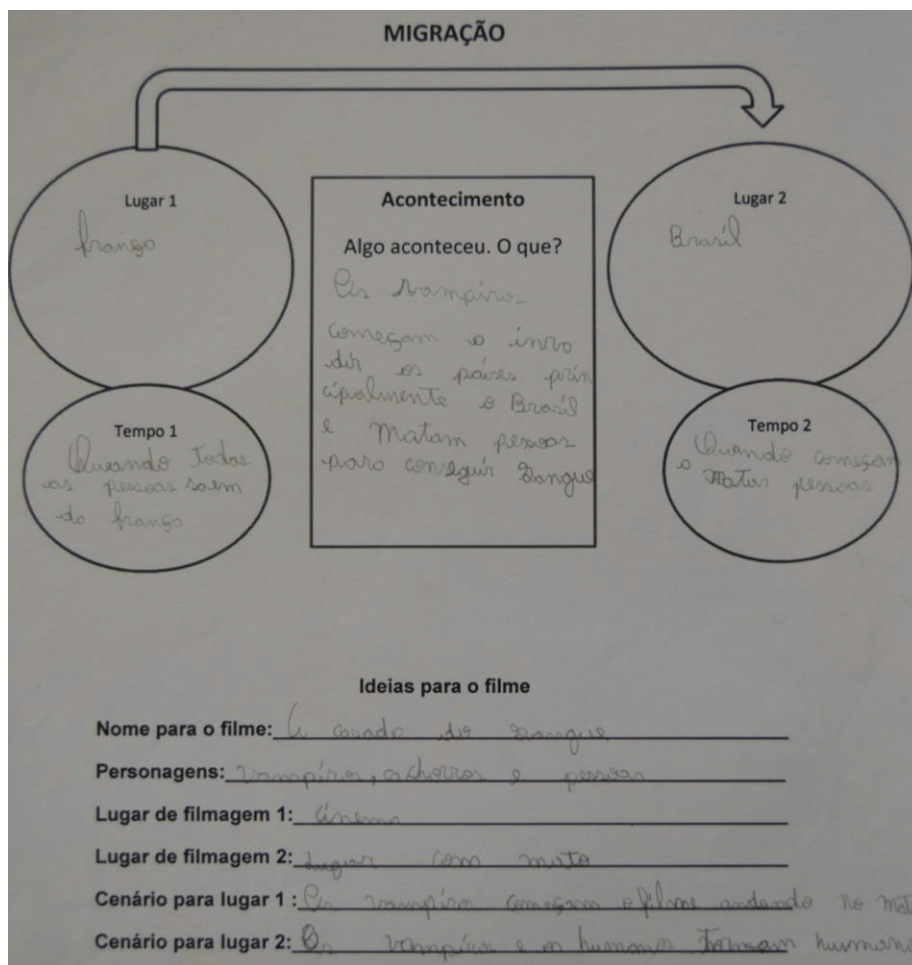 MIGRAÇÃO
Lugar 1
frança
Acontecimento
Algo aconteceu. O que?
Os vampiros
começam a inva
dir os países prin
cipalmente o Brasil
e Matam pessoas
para conseguir sangue
Lugar 2
Brasil
Tempo 1
Quando todas
as pessoas saem
da frança
Tempo 2
Quando começam
a Matar pessoas
Ideias para o filme
Nome para o filme: A caçada do sangue
Personagens: vampiros, cachorros e pessoas
Lugar de filmagem 1: cinema
Lugar de filmagem 2: Lugar com mato
Cenário para lugar 1 : Os vampiros começam o filme andando no mato
Cenário para lugar 2: Os vampiros e os humanos tornam humanos